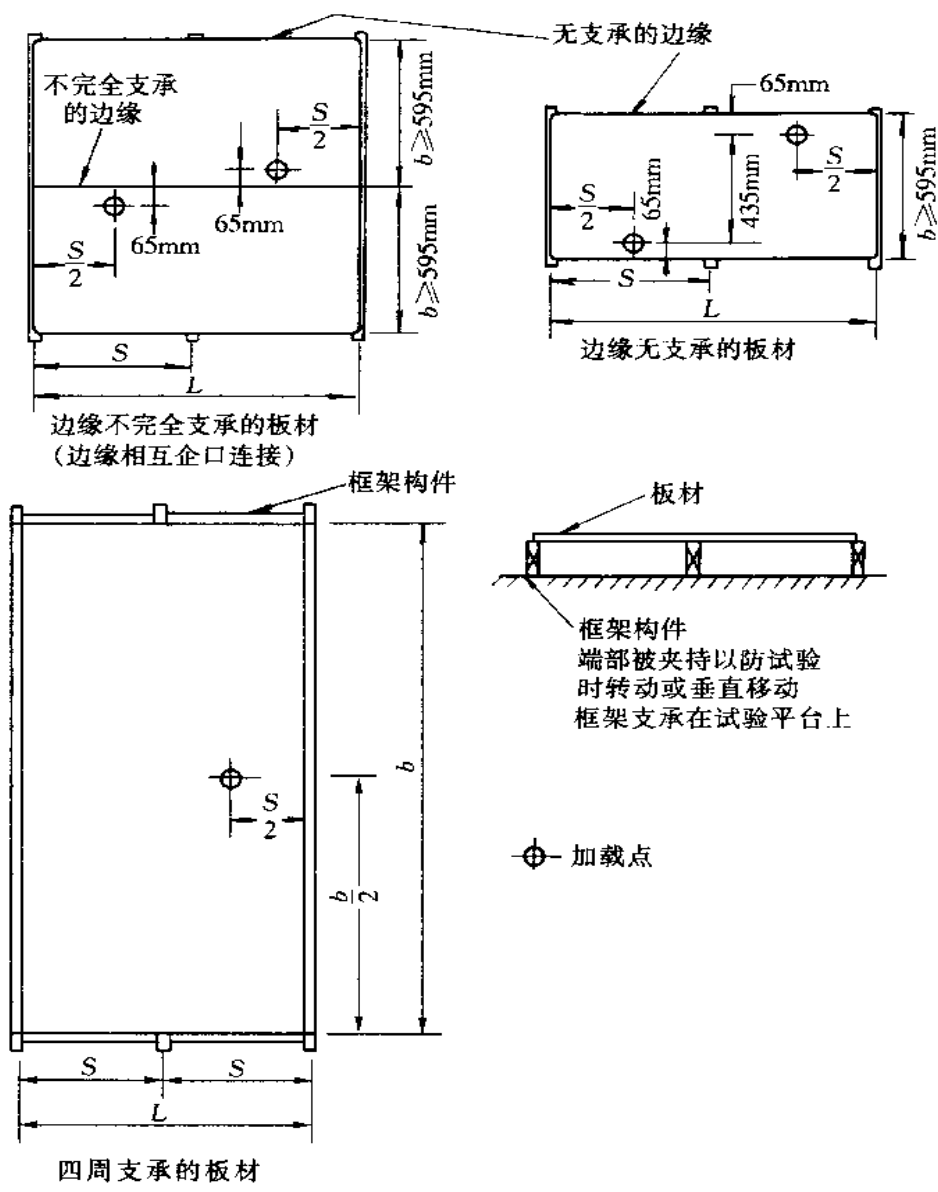 无支承的边缘
不完全支承
的边缘
S/2
65mm
65mm
S/2
b≥595mm
b≥595mm
S
L
边缘不完全支承的板材
（边缘相互企口连接）
65mm
S/2
S/2
65mm
435mm
b≥595mm
S
L
边缘无支承的板材
框架构件
b
S/2
b/2
S
S
L
四周支承的板材
板材
框架构件
端部被夹持以防试验
时转动或垂直移动
框架支承在试验平台上
加载点